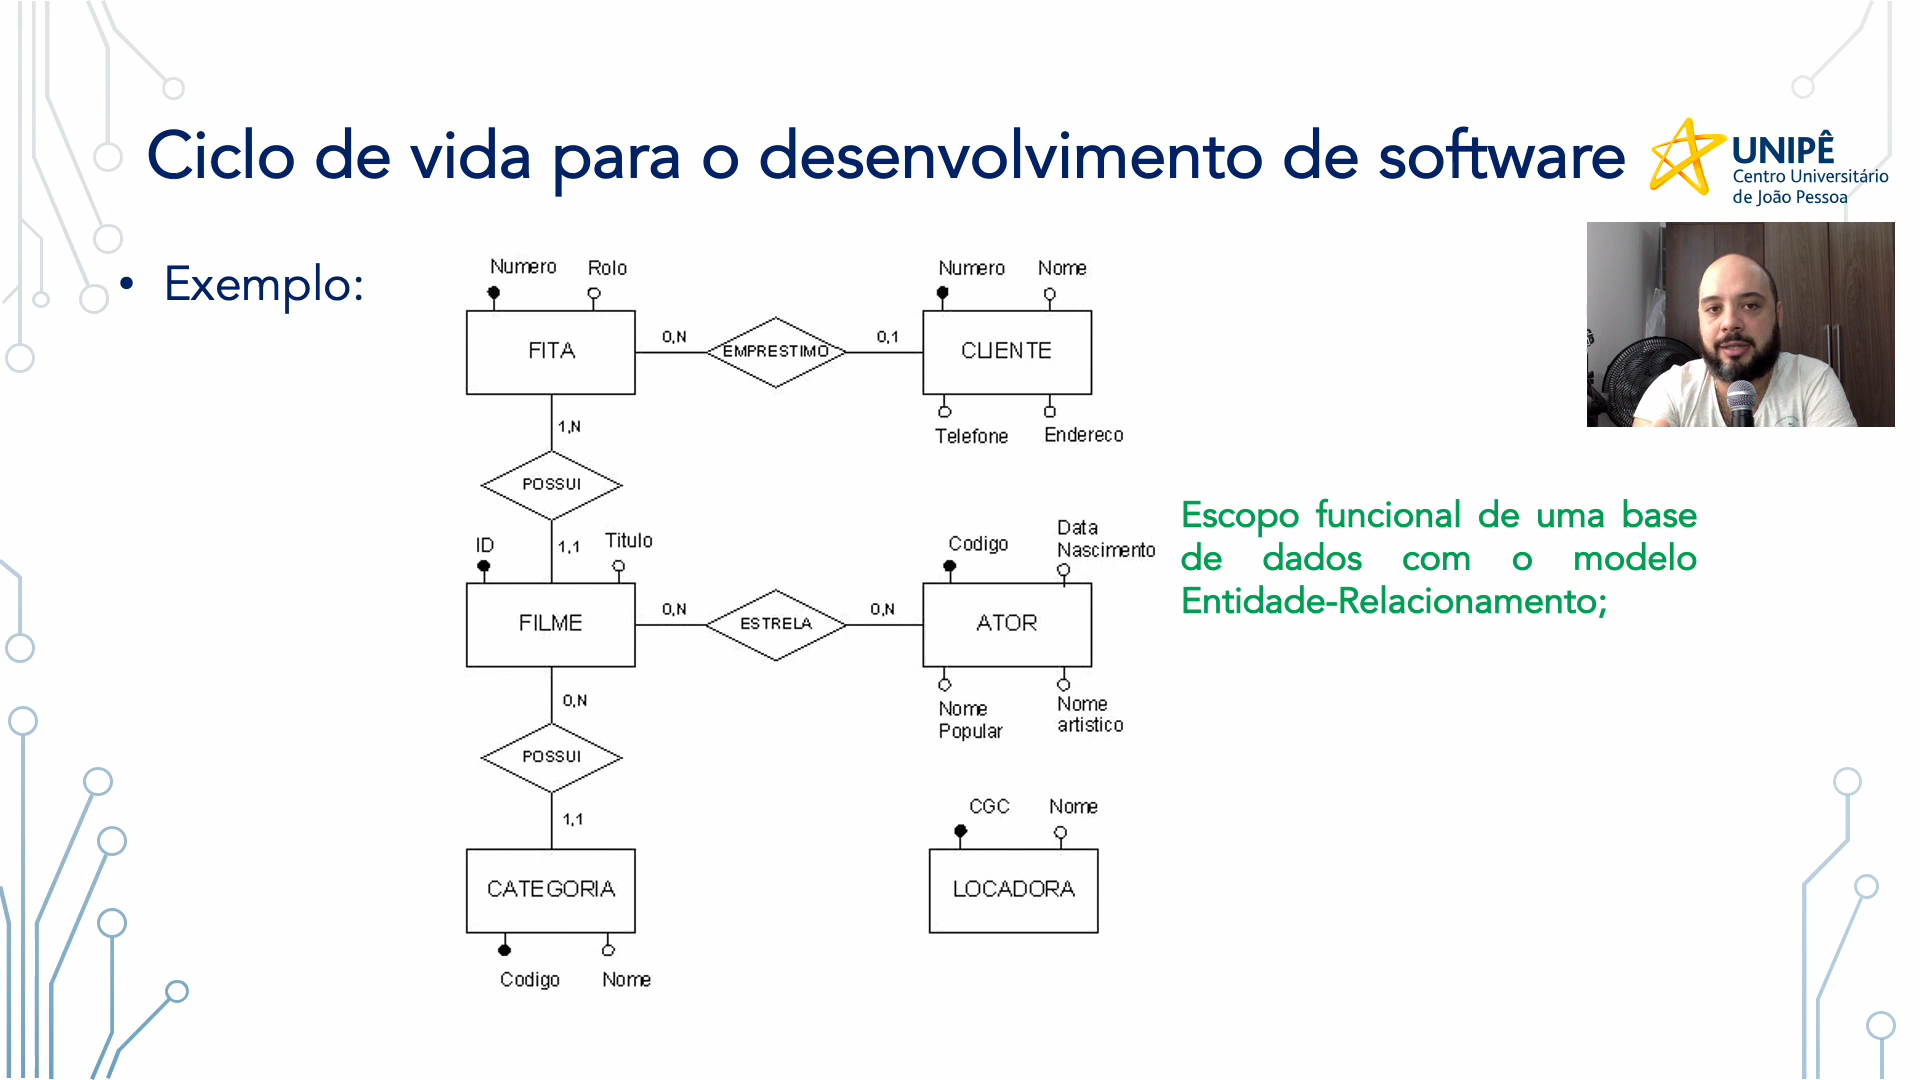 Ciclo de vida para o desenvolvimento de software
UNIPÊ
Centro Universitário
de João Pessoa
• Exemplo:
Numero Rolo
Numero Nome
FITA
0,N
EMPRESTIMO
0,1
CLIENTE
Telefone Endereco
1,N
POSSUI
1,1
ID Titulo
Codigo
Data
Nascimento
FILME
0,N
ESTRELA
0,N
ATOR
Nome
Popular
Nome
artistico
0,N
POSSUI
1,1
CATEGORIA
Codigo Nome
CGC Nome
LOCADORA
Escopo funcional de uma base
de dados com o modelo
Entidade-Relacionamento;